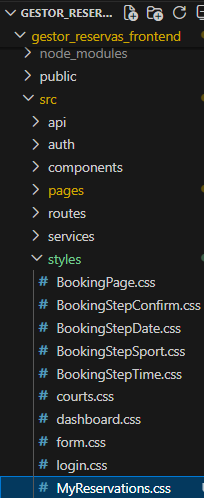 GESTOR_RESER...
gestor_reservas_frontend
node_modules
public
src
api
auth
components
pages
routes
services
styles
# BookingPage.css
# BookingStepConfirm.css
# BookingStepDate.css
# BookingStepSport.css
# BookingStepTime.css
# courts.css
# dashboard.css
# form.css
# login.css
# MyReservations.css